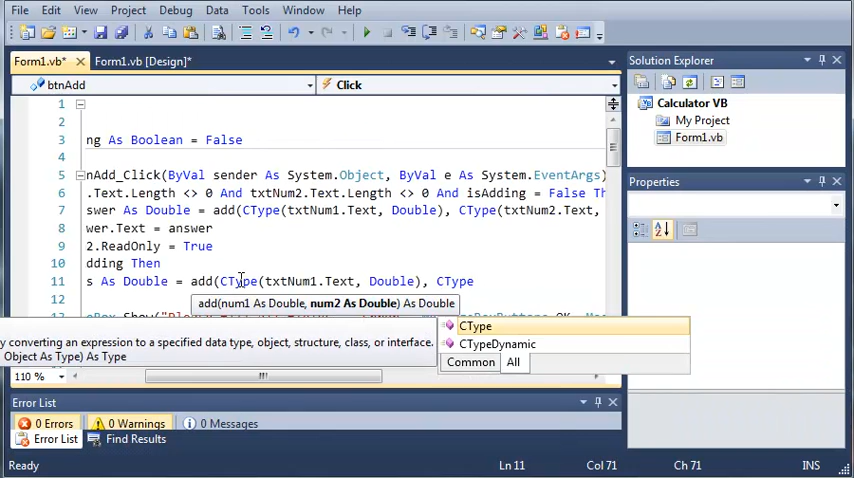 File Edit View Project Debug Data Tools Window Help
Form1.vb* Form1.vb [Design]*
btnAdd Click
1
2
3 ng As Boolean = False
4
5 nAdd_Click(ByVal sender As System.Object, ByVal e As System.EventArgs)
6 .Text.Length <> 0 And txtNum2.Text.Length <> 0 And isAdding = False Th
7 swer As Double = add(CType(txtNum1.Text, Double), CType(txtNum2.Text,
8 wer.Text = answer
9 2.ReadOnly = True
10 dding Then
11 s As Double = add(CType(txtNum1.Text, Double), CType
12
add(num1 As Double, num2 As Double) As Double
13
CType
y converting an expression to a specified data type, object, structure, class, or interface.
CTypeDynamic
Object As Type) As Type
Common All
110 %
Error List
0 Errors 0 Warnings 0 Messages
Error List Find Results
Solution Explorer
Calculator VB
My Project
Form1.vb
Properties
Ready Ln 11 Col 71 Ch 71 INS